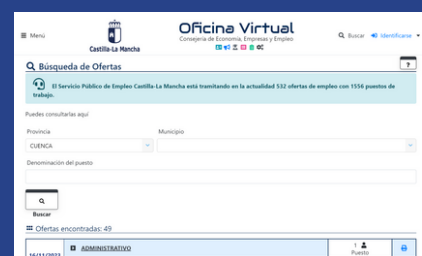 Menú
Castilla-La Mancha
Oficina Virtual
Consejería de Economía, Empresas y Empleo
Buscar
Identificarse
Búsqueda de Ofertas
?
El Servicio Público de Empleo Castilla-La Mancha está tramitando en la actualidad 532 ofertas de empleo con 1556 puestos de
trabajo.
Puedes consultarlas aquí
Provincia
Municipio
CUENCA
Denominación del puesto
Buscar
Ofertas encontradas: 49
16/11/2023
ADMINISTRATIVO
1
Puesto